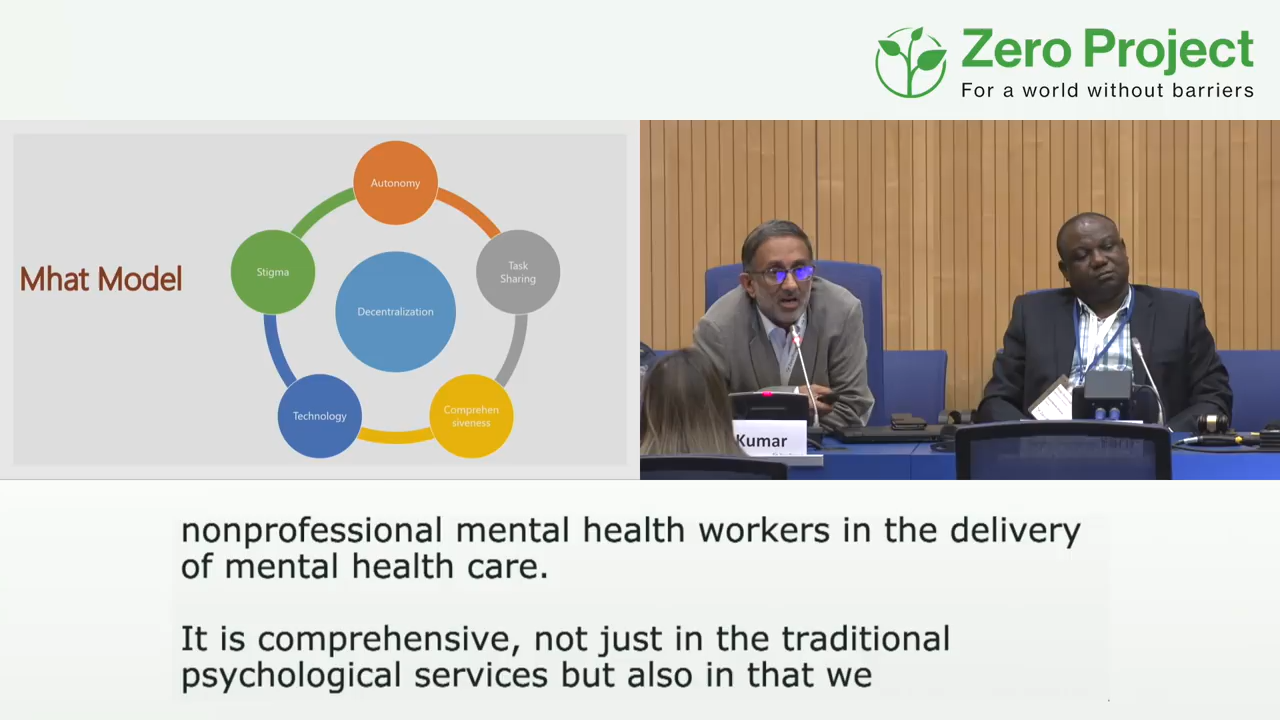 Zero Project
For a world without barriers
Mhat Model
Autonomy
Stigma
Task
Sharing
Decentralization
Technology
Comprehen
siveness
Kumar
nonprofessional mental health workers in the delivery
of mental health care.
It is comprehensive, not just in the traditional
psychological services but also in that we